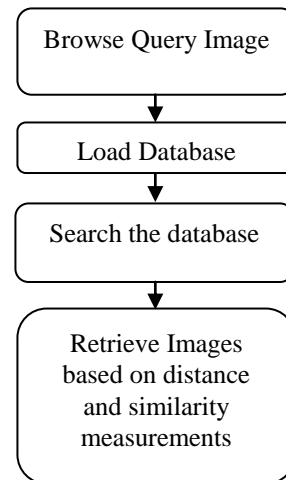 Browse Query Image
Load Database
Search the database
Retrieve Images
based on distance
and similarity
measurements